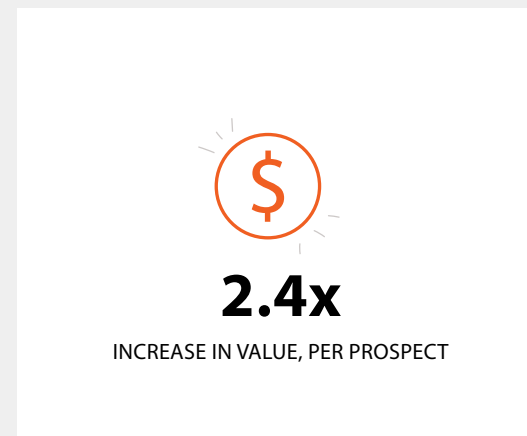 $
2.4x
INCREASE IN VALUE, PER PROSPECT